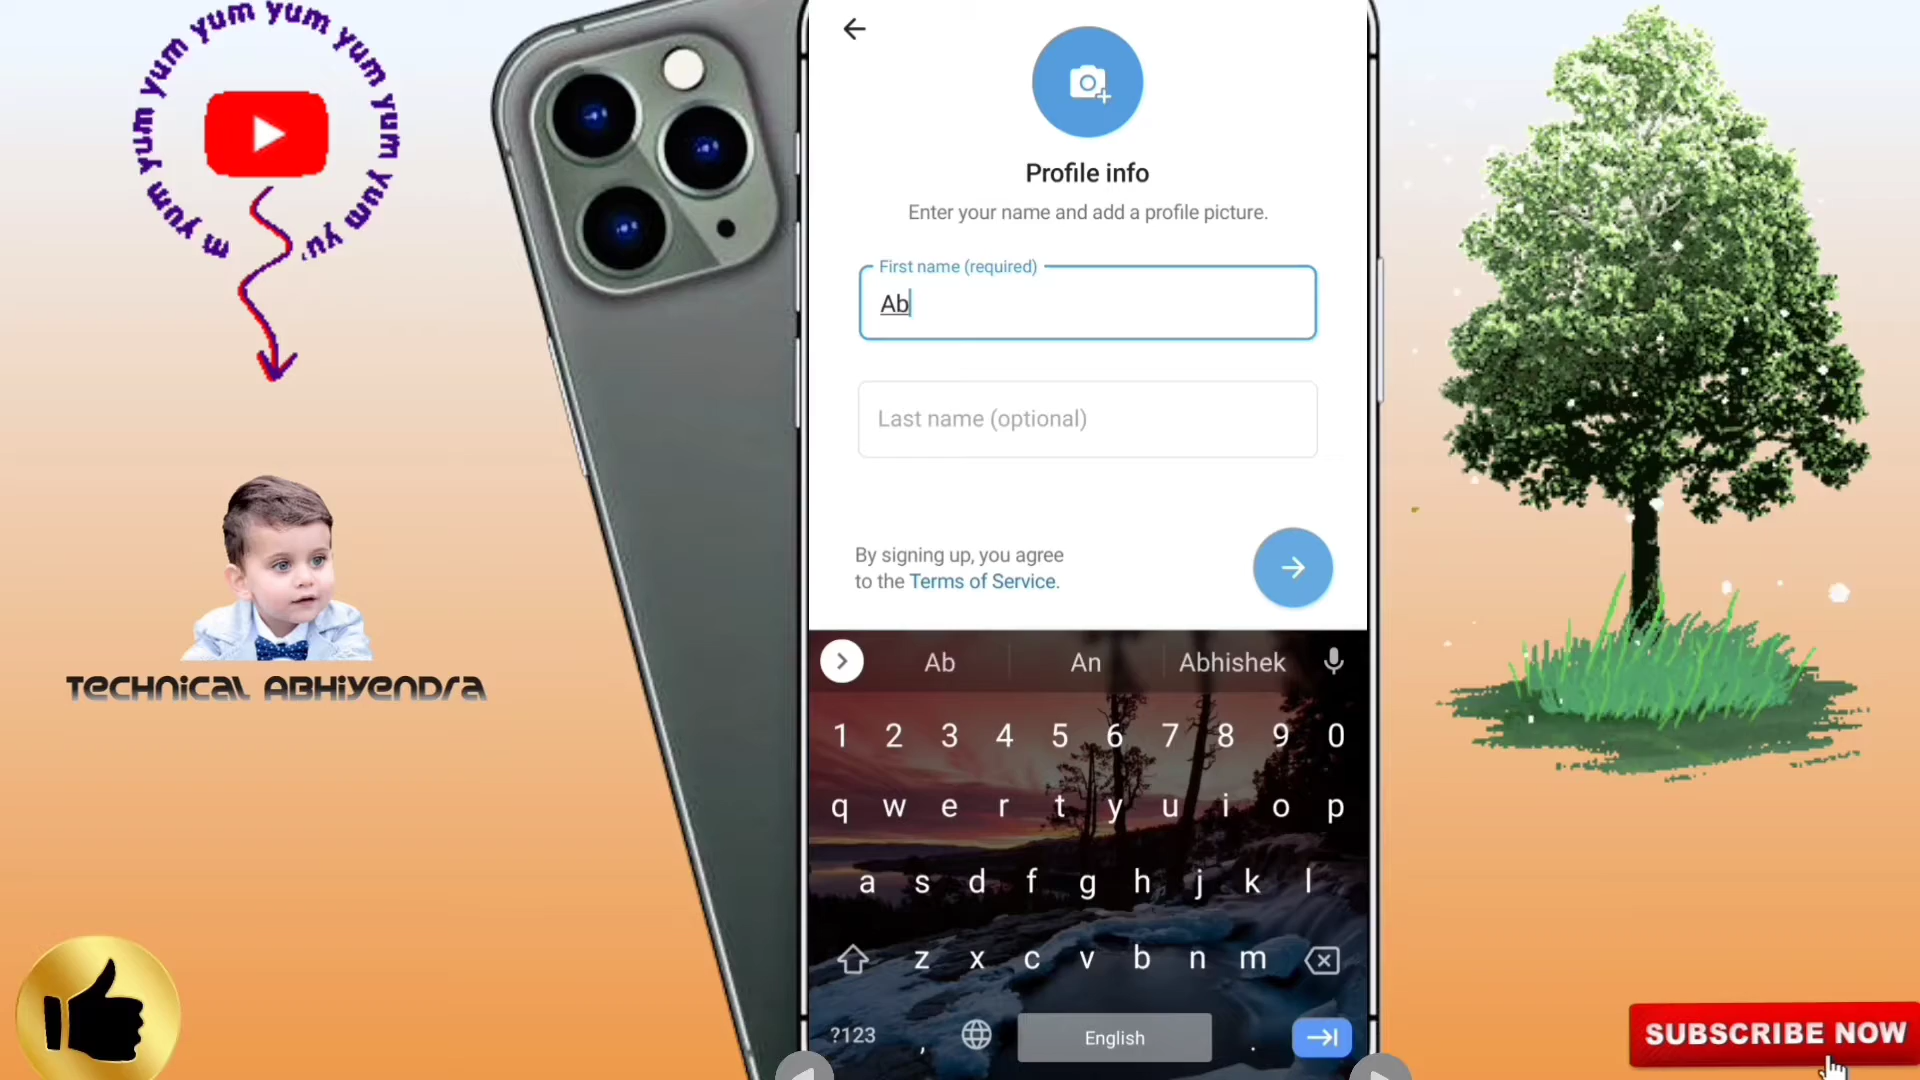 yum yum yum yum yum yum yum yum yum yum yu
m
TECHNICAL ABHIYENDRA
Profile info
Enter your name and add a profile picture.
First name (required)
Ab
Last name (optional)
By signing up, you agree
to the Terms of Service.
Ab An Abhishek
1 2 3 4 5 6 7 8 9 0
q w e r t y u i o p
a s d f g h j k l
z x c v b n m
?123 , English .
SUBSCRIBE NOW